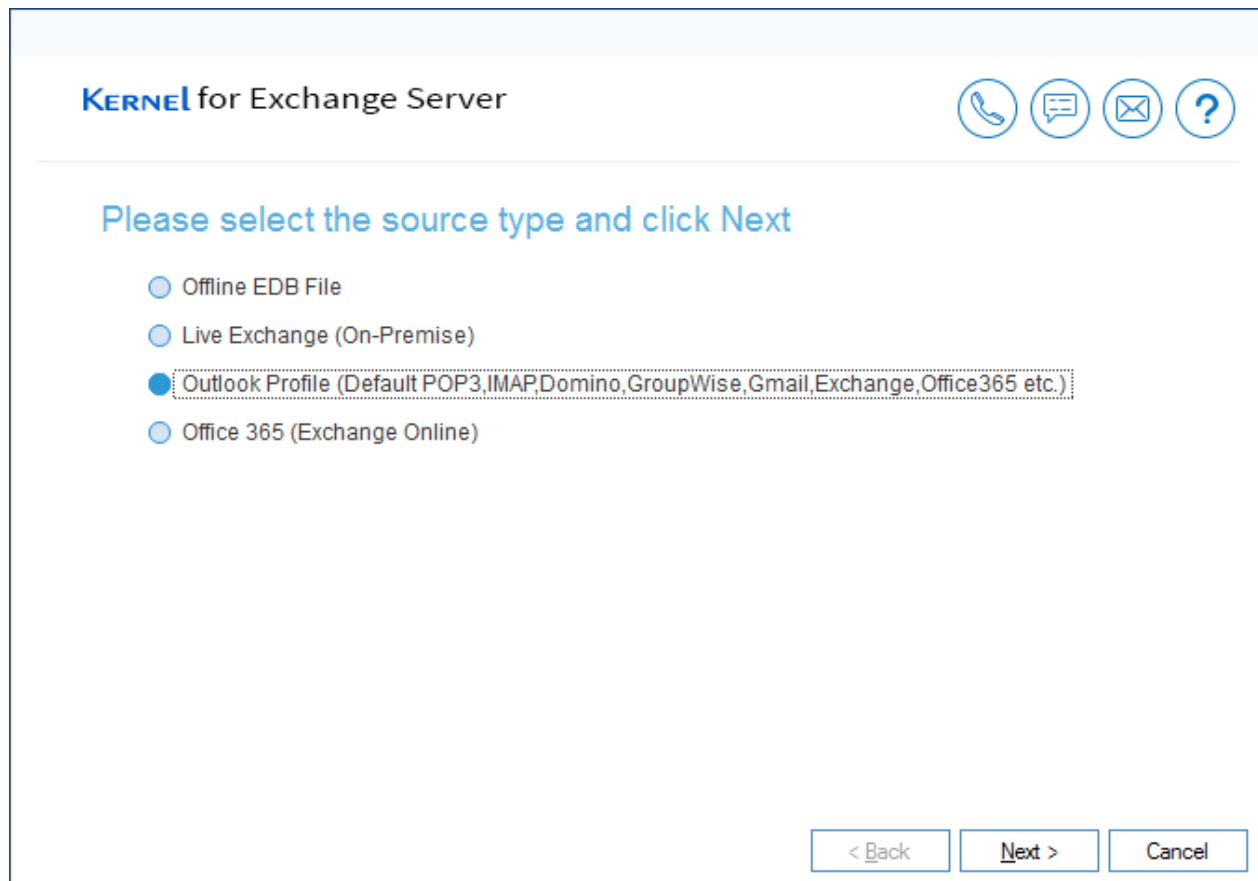 KERNEL for Exchange Server
?
Please select the source type and click Next
Offline EDB File
Live Exchange (On-Premise)
Outlook Profile (Default POP3,IMAP,Domino,GroupWise,Gmail,Exchange,Office365 etc.)
Office 365 (Exchange Online)
< Back Next > Cancel